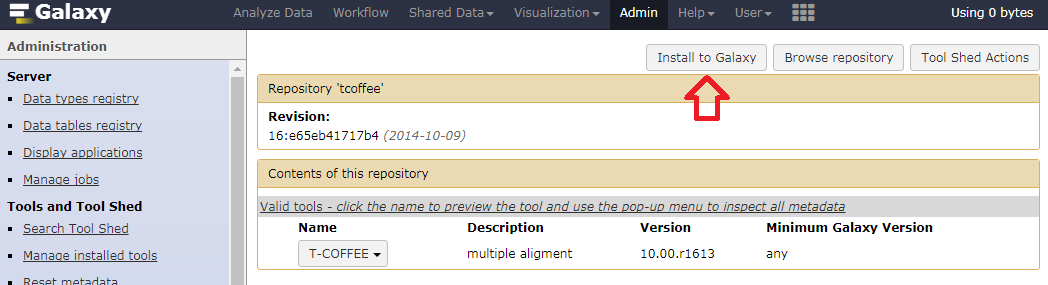 Galaxy Analyze Data Workflow Shared Data Visualization Admin Help User Using 0 bytes
Administration
Install to Galaxy Browse repository Tool Shed Actions
Server
Data types registry
Data tables registry
Display applications
Manage jobs
Tools and Tool Shed
Search Tool Shed
Manage installed tools
Reset metadata
Repository 'tcoffee'
Revision:
16:e65eb41717b4 (2014-10-09)
Contents of this repository
Valid tools - click the name to preview the tool and use the pop-up menu to inspect all metadata
Name Description Version Minimum Galaxy Version
T-COFFEE multiple aligment 10.00.r1613 any